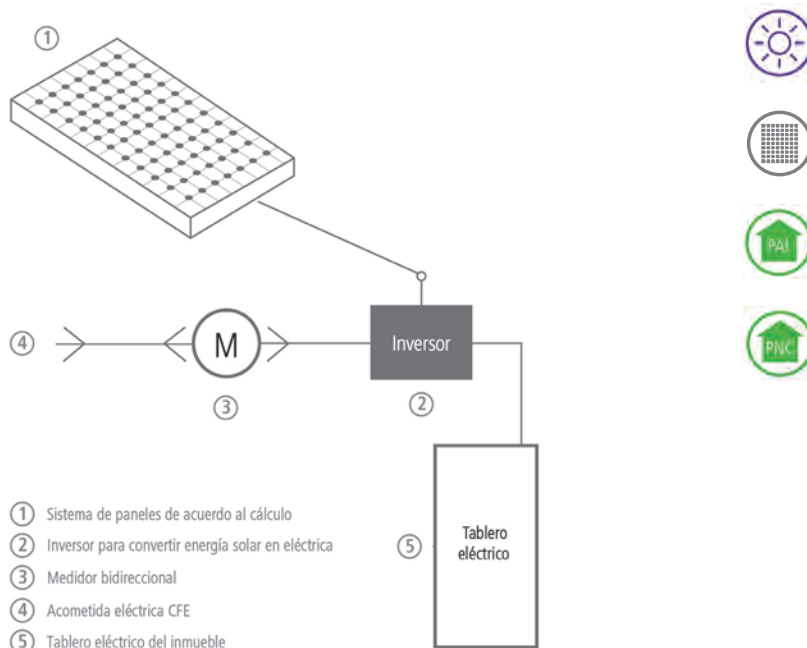 ①
Inversor
④
M
③
②
① Sistema de paneles de acuerdo al cálculo
② Inversor para convertir energía solar en eléctrica
③ Medidor bidireccional
④ Acometida eléctrica CFE
⑤ Tablero eléctrico del inmueble
⑤
Tablero
eléctrico
PAI
PNC